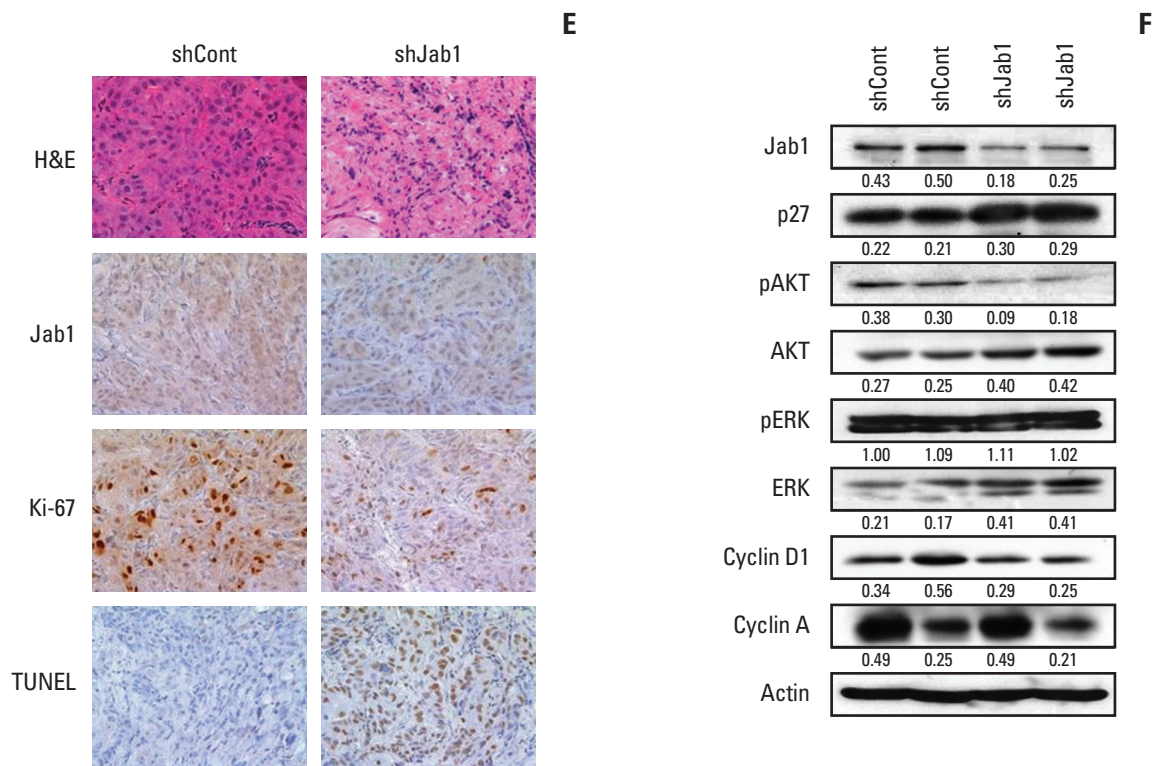 E
shCont shJab1
H&E
Jab1
Ki-67
TUNEL
F
shCont shCont shJab1 shJab1
Jab1
0.43 0.50 0.18 0.25
p27
0.22 0.21 0.30 0.29
pAKT
0.38 0.30 0.09 0.18
AKT
0.27 0.25 0.40 0.42
pERK
1.00 1.09 1.11 1.02
ERK
0.21 0.17 0.41 0.41
Cyclin D1
0.34 0.56 0.29 0.25
Cyclin A
0.49 0.25 0.49 0.21
Actin